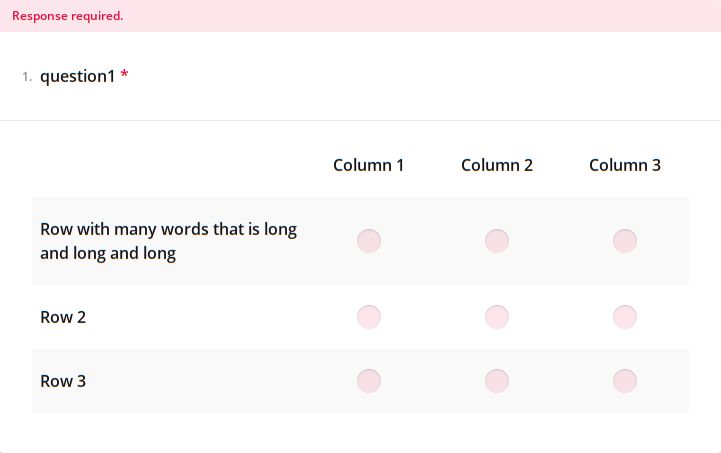 Response required.
1. question1 *
Column 1 Column 2 Column 3
Row with many words that is long
and long and long
Row 2
Row 3